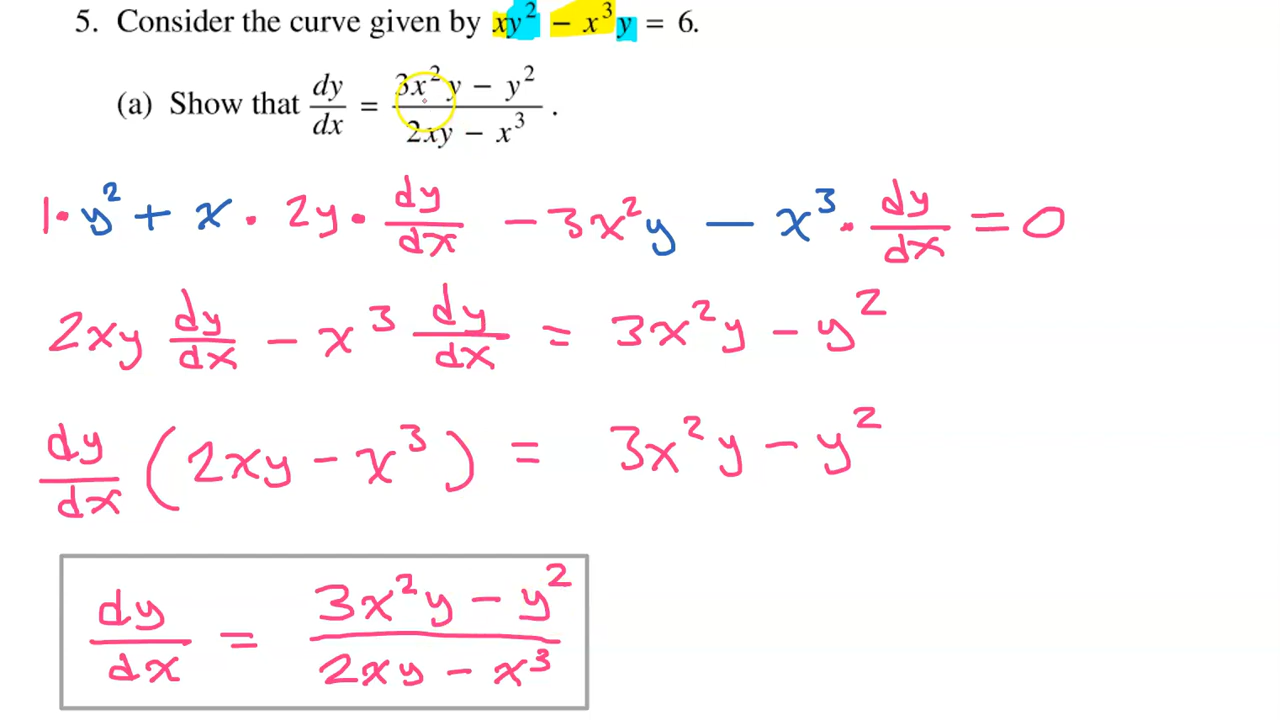 5. Consider the curve given by xy² − x³y = 6.
(a) Show that dy/dx = (3x²y − y²)/(2xy − x³).
1 · y² + x · 2y · dy/dx − 3x²y − x³ · dy/dx = 0
2xy dy/dx − x³ dy/dx = 3x²y − y²
dy/dx (2xy − x³) = 3x²y − y²
dy/dx = (3x²y − y²)/(2xy − x³)